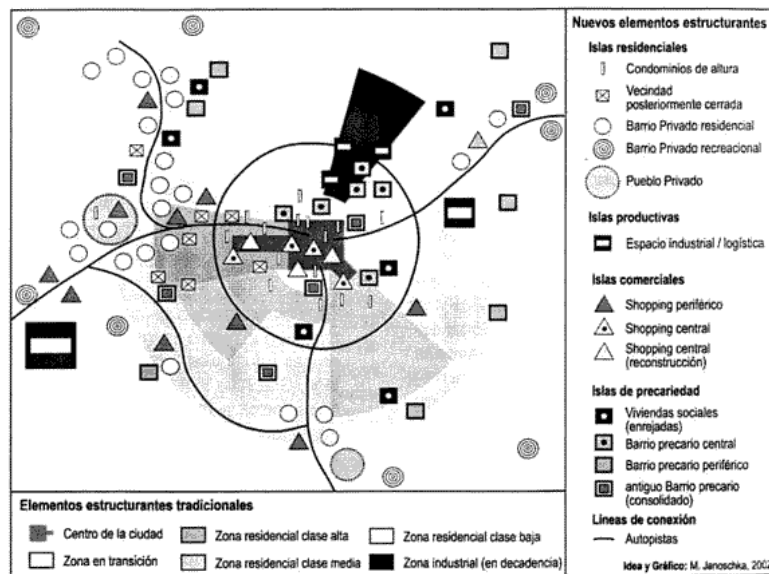 Nuevos elementos estructurantes
Islas residenciales
Condominios de altura
Vecindad
posteriormente cerrada
Barrio Privado residencial
Barrio Privado recreacional
Pueblo Privado
Islas productivas
Espacio industrial / logística
Islas comerciales
Shopping periférico
Shopping central
Shopping central
(reconstrucción)
Islas de precariedad
Viviendas sociales
(enrejadas)
Barrio precario central
Barrio precario periférico
antiguo Barrio precario
(consolidado)
Líneas de conexión
Autopistas
Idea y Gráfico: M. Janoschka, 2002
Elementos estructurantes tradicionales
Centro de la ciudad
Zona residencial clase alta
Zona residencial clase baja
Zona en transición
Zona residencial clase media
Zona industrial (en decadencia)